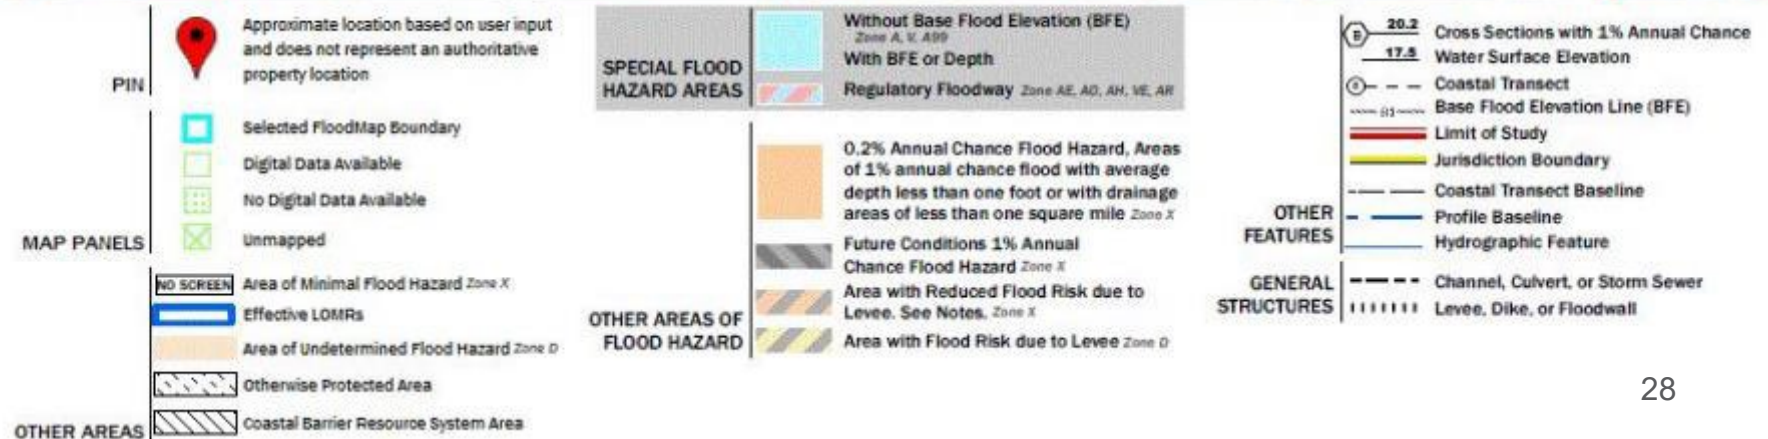 Approximate location based on user input
and does not represent an authoritative
property location
PIN
Selected FloodMap Boundary
Digital Data Available
No Digital Data Available
Unmapped
MAP PANELS
NO SCREEN Area of Minimal Flood Hazard Zone X
Effective LOMRs
Area of Undetermined Flood Hazard Zone D
Otherwise Protected Area
Coastal Barrier Resource System Area
OTHER AREAS
Without Base Flood Elevation (BFE)
Zone A, V, A99
With BFE or Depth
Regulatory Floodway Zone AE, AO, AH, VE, AR
SPECIAL FLOOD
HAZARD AREAS
0.2% Annual Chance Flood Hazard, Areas
of 1% annual chance flood with average
depth less than one foot or with drainage
areas of less than one square mile Zone X
Future Conditions 1% Annual
Chance Flood Hazard Zone X
Area with Reduced Flood Risk due to
Levee. See Notes. Zone X
Area with Flood Risk due to Levee Zone D
OTHER AREAS OF
FLOOD HAZARD
20.2 Cross Sections with 1% Annual Chance
17.5 Water Surface Elevation
Coastal Transect
Base Flood Elevation Line (BFE)
Limit of Study
Jurisdiction Boundary
Coastal Transect Baseline
Profile Baseline
Hydrographic Feature
OTHER
FEATURES
Channel, Culvert, or Storm Sewer
Levee, Dike, or Floodwall
GENERAL
STRUCTURES
28